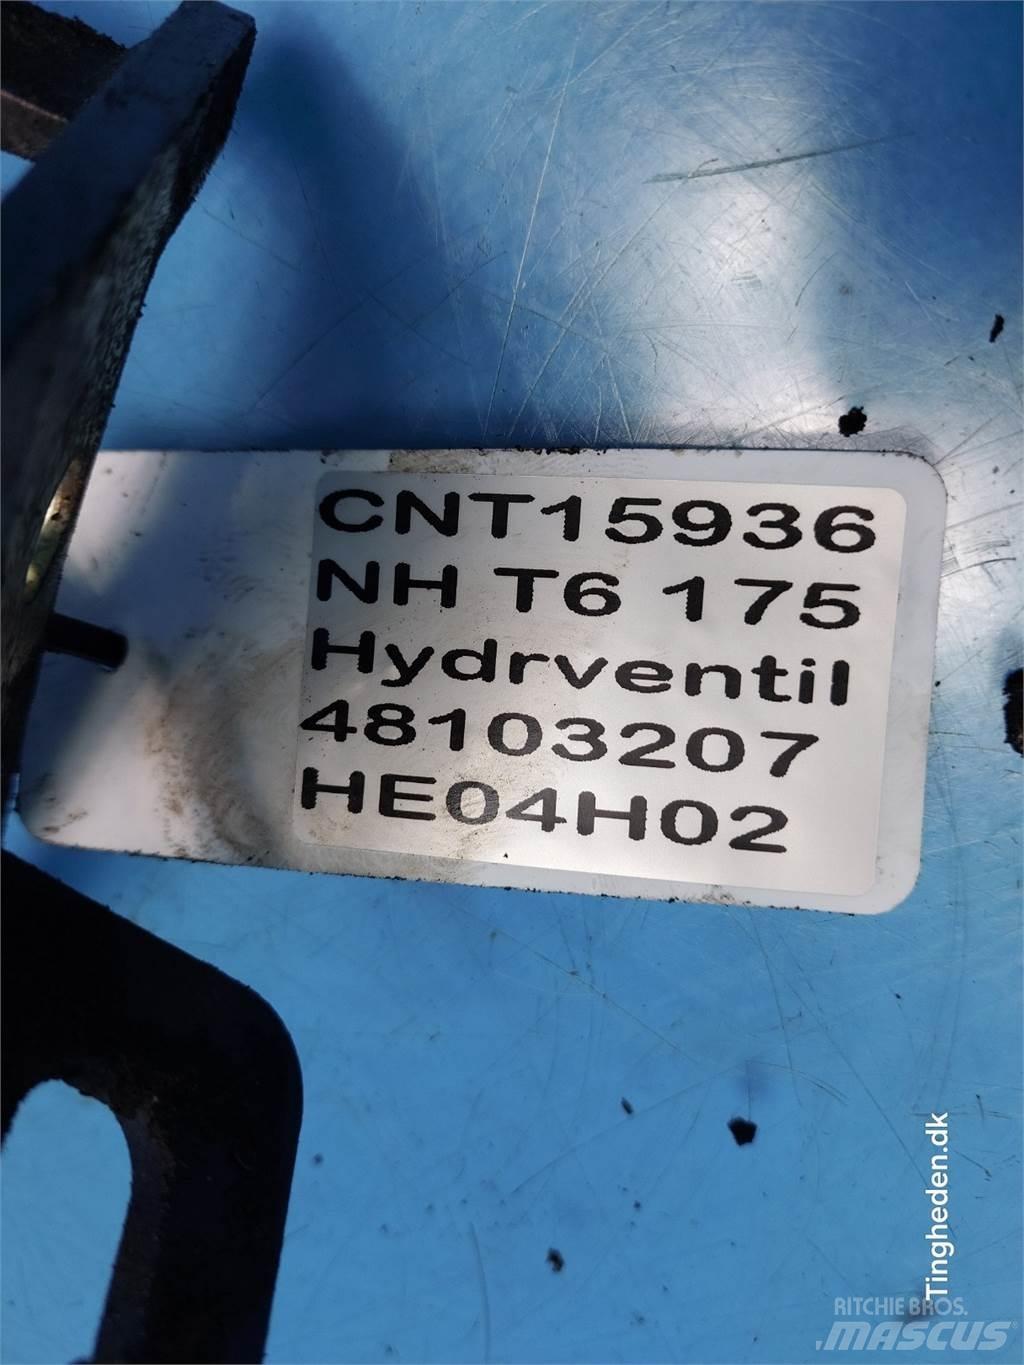 CNT15936
NH T6 175
Hydrventil
48103207
HE04H02
Tingheden.dk
RITCHIE BROS.
MASCUS